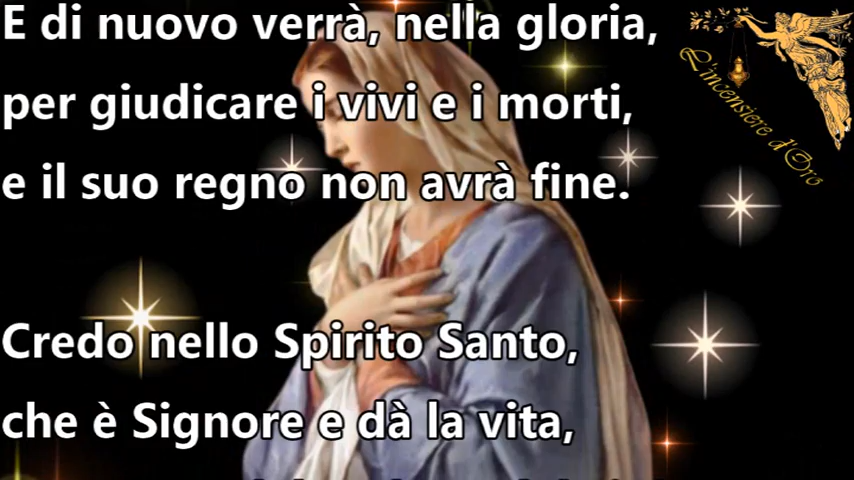 E di nuovo verrà, nella gloria,
per giudicare i vivi e i morti,
e il suo regno non avrà fine.
Credo nello Spirito Santo,
che è Signore e dà la vita,
L'incensiere d'Oro